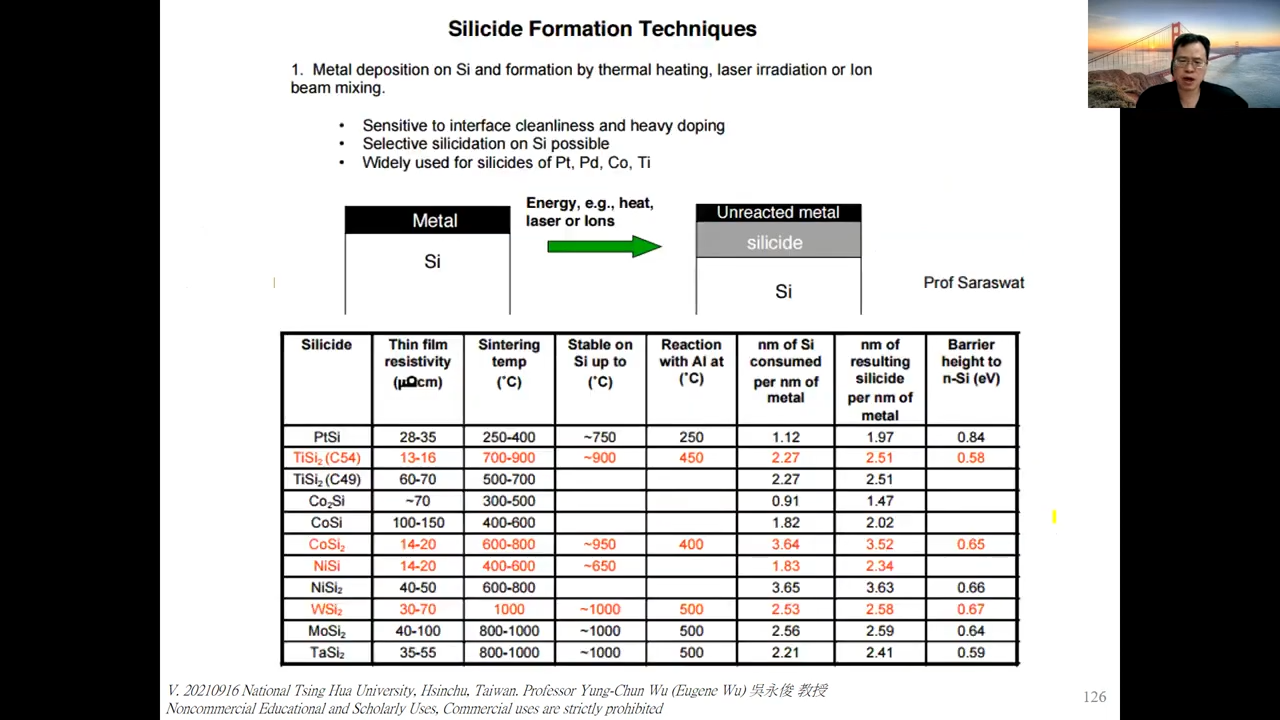 Silicide Formation Techniques
1. Metal deposition on Si and formation by thermal heating, laser irradiation or Ion
beam mixing.
• Sensitive to interface cleanliness and heavy doping
• Selective silicidation on Si possible
• Widely used for silicides of Pt, Pd, Co, Ti
Metal
Si
Energy, e.g., heat,
laser or Ions
Unreacted metal
silicide
Si
Prof Saraswat
Silicide | Thin film resistivity (µΩcm) | Sintering temp (˚C) | Stable on Si up to (˚C) | Reaction with Al at (˚C) | nm of Si consumed per nm of metal | nm of resulting silicide per nm of metal | Barrier height to n-Si (eV)
PtSi 28-35 250-400 ~750 250 1.12 1.97 0.84
TiSi₂ (C54) 13-16 700-900 ~900 450 2.27 2.51 0.58
TiSi₂ (C49) 60-70 500-700 2.27 2.51
Co₂Si ~70 300-500 0.91 1.47
CoSi 100-150 400-600 1.82 2.02
CoSi₂ 14-20 600-800 ~950 400 3.64 3.52 0.65
NiSi 14-20 400-600 ~650 1.83 2.34
NiSi₂ 40-50 600-800 3.65 3.63 0.66
WSi₂ 30-70 1000 ~1000 500 2.53 2.58 0.67
MoSi₂ 40-100 800-1000 ~1000 500 2.56 2.59 0.64
TaSi₂ 35-55 800-1000 ~1000 500 2.21 2.41 0.59
V. 20210916 National Tsing Hua University, Hsinchu, Taiwan. Professor Yung-Chun Wu (Eugene Wu) 吳永俊 教授
Noncommercial Educational and Scholarly Uses, Commercial uses are strictly prohibited
126